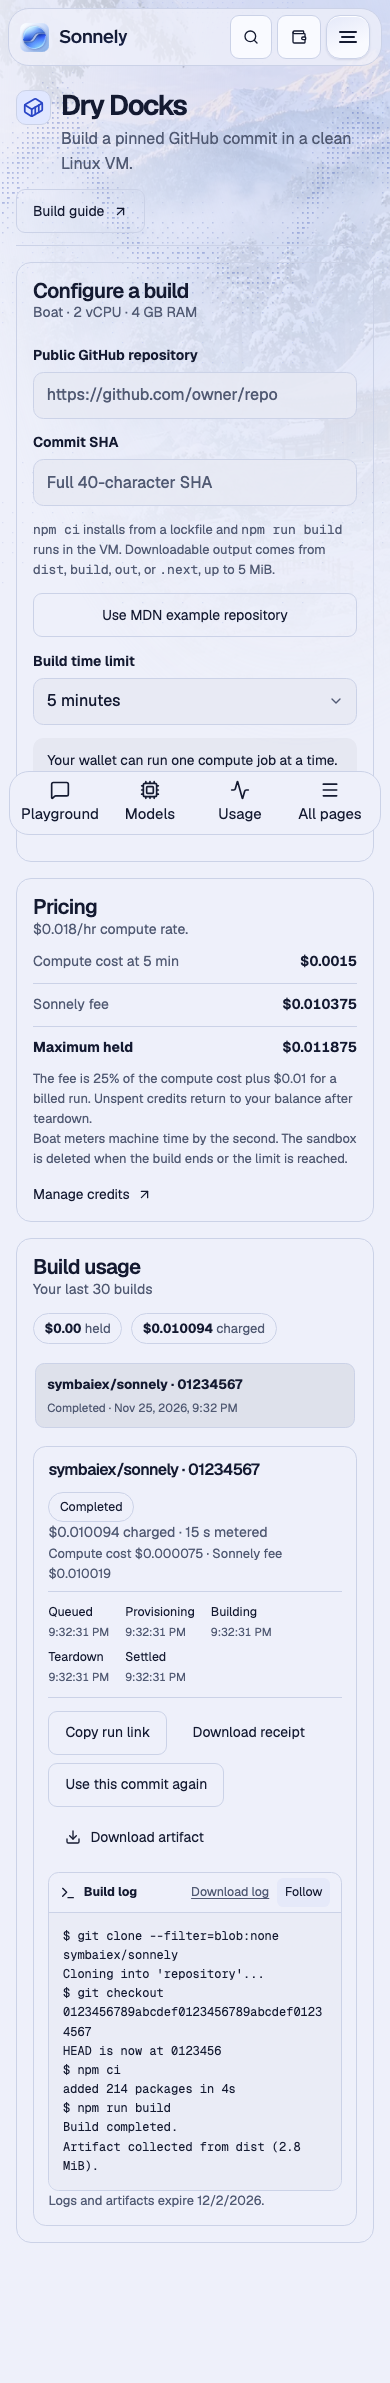 Sonnely
Dry Docks
Build a pinned GitHub commit in a clean
Linux VM.
Build guide
Configure a build
Boat · 2 vCPU · 4 GB RAM
Public GitHub repository
https://github.com/owner/repo
Commit SHA
Full 40-character SHA
npm ci installs from a lockfile and npm run build
runs in the VM. Downloadable output comes from
dist, build, out, or .next, up to 5 MiB.
Use MDN example repository
Build time limit
5 minutes
Your wallet can run one compute job at a time.
Playground
Models
Usage
All pages
Pricing
$0.018/hr compute rate.
Compute cost at 5 min
$0.0015
Sonnely fee
$0.010375
Maximum held
$0.011875
The fee is 25% of the compute cost plus $0.01 for a
billed run. Unspent credits return to your balance after
teardown.
Boat meters machine time by the second. The sandbox
is deleted when the build ends or the limit is reached.
Manage credits
Build usage
Your last 30 builds
$0.00 held
$0.010094 charged
symbaiex/sonnely · 01234567
Completed · Nov 25, 2026, 9:32 PM
symbaiex/sonnely · 01234567
Completed
$0.010094 charged · 15 s metered
Compute cost $0.000075 · Sonnely fee
$0.010019
Queued
9:32:31 PM
Provisioning
9:32:31 PM
Building
9:32:31 PM
Teardown
9:32:31 PM
Settled
9:32:31 PM
Copy run link
Download receipt
Use this commit again
Download artifact
Build log
Download log
Follow
$ git clone --filter=blob:none
symbaiex/sonnely
Cloning into 'repository'...
$ git checkout
0123456789abcdef0123456789abcdef0123
4567
HEAD is now at 0123456
$ npm ci
added 214 packages in 4s
$ npm run build
Build completed.
Artifact collected from dist (2.8
MiB).
Logs and artifacts expire 12/2/2026.